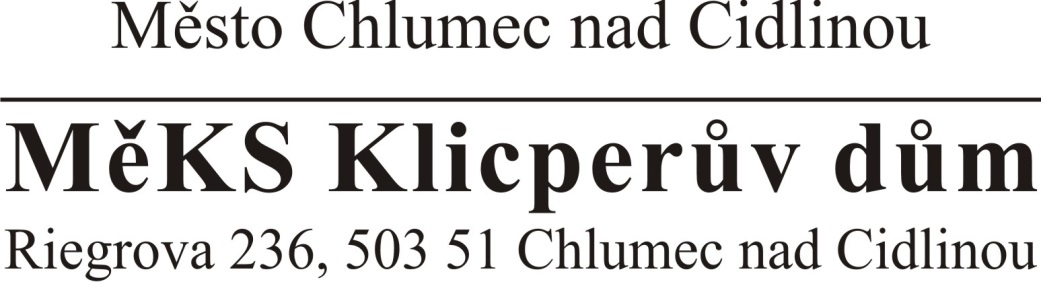 Město Chlumec nad Cidlinou
MěKS Klicperův dům
Riegrova 236, 503 51 Chlumec nad Cidlinou